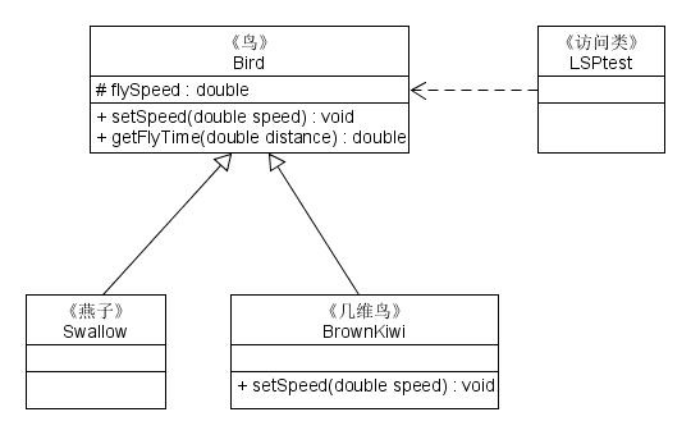 《鸟》
Bird
# flySpeed : double
+ setSpeed(double speed) : void
+ getFlyTime(double distance) : double
《访问类》
LSPtest
《燕子》
Swallow
《几维鸟》
BrownKiwi
+ setSpeed(double speed) : void